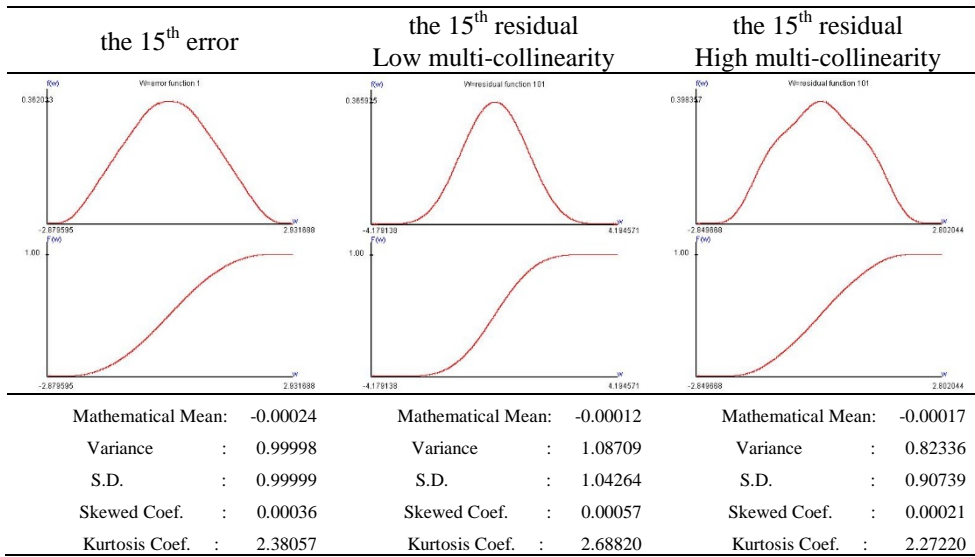 the 15th error
the 15th residual
Low multi-collinearity
the 15th residual
High multi-collinearity
f(w) W=error function 1
0.362033
-2.879595 2.931688
w
f(w) W=residual function 101
0.365925
-4.179138 4.194571
w
f(w) W=residual function 101
0.398357
-2.849668 2.802044
w
F(w)
1.00
-2.879595 2.931688
w
F(w)
1.00
-4.179138 4.194571
w
F(w)
1.00
-2.849668 2.802044
w
Mathematical Mean: -0.00024
Variance : 0.99998
S.D. : 0.99999
Skewed Coef. : 0.00036
Kurtosis Coef. : 2.38057
Mathematical Mean: -0.00012
Variance : 1.08709
S.D. : 1.04264
Skewed Coef. : 0.00057
Kurtosis Coef. : 2.68820
Mathematical Mean: -0.00017
Variance : 0.82336
S.D. : 0.90739
Skewed Coef. : 0.00021
Kurtosis Coef. : 2.27220